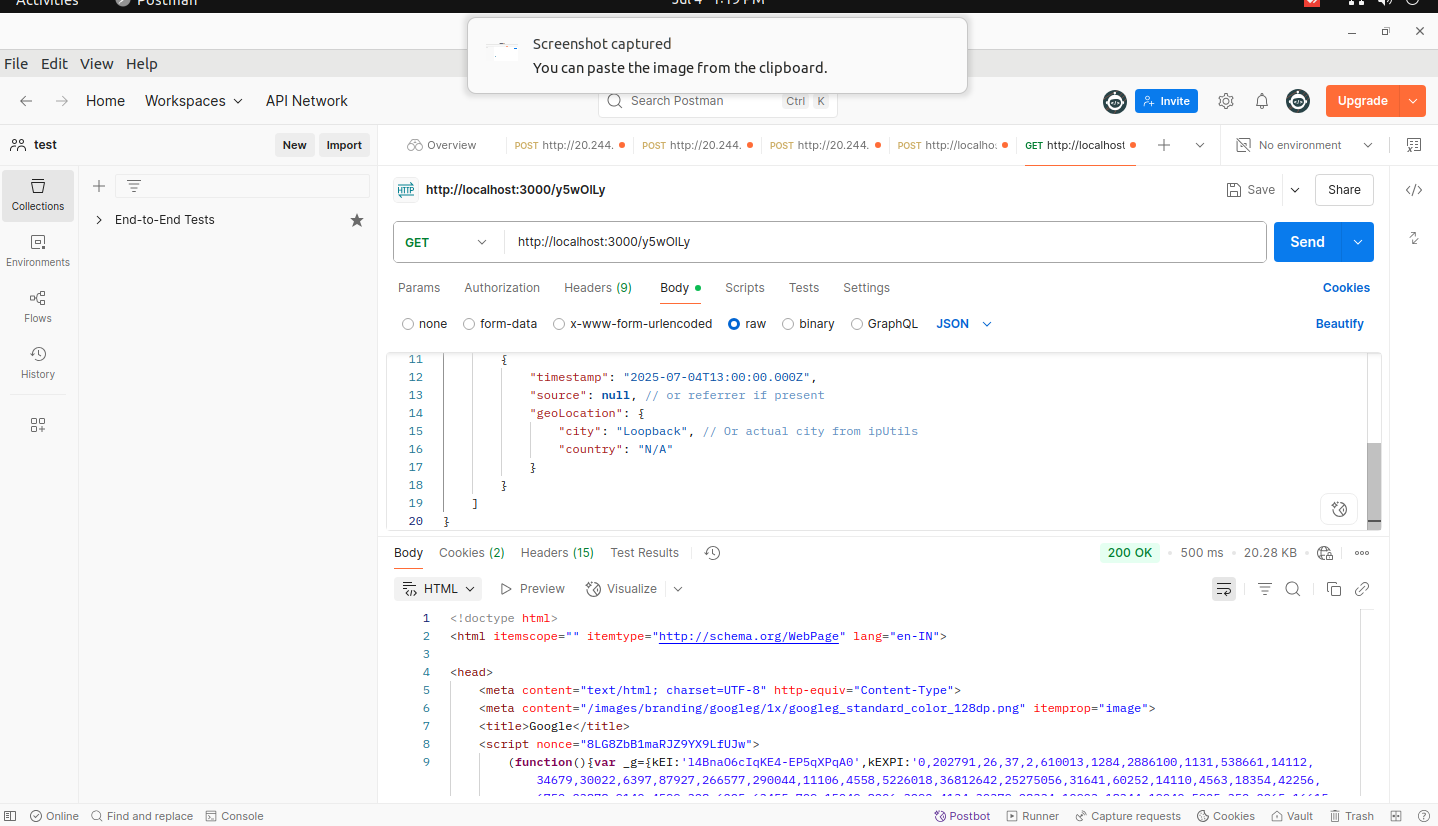 Activities Postman Jul 4 1:19 PM
Screenshot captured
You can paste the image from the clipboard.
File Edit View Help
Home Workspaces API Network Search Postman Ctrl K Invite Upgrade
test New Import Overview POST http://20.244. POST http://20.244. POST http://20.244. POST http://localho: GET http://localhost No environment
Collections
Environments
Flows
History
End-to-End Tests
HTTP http://localhost:3000/y5wOlLy Save Share
GET http://localhost:3000/y5wOlLy Send
Params Authorization Headers (9) Body Scripts Tests Settings Cookies
none form-data x-www-form-urlencoded raw binary GraphQL JSON Beautify
11 {
12 "timestamp": "2025-07-04T13:00:00.000Z",
13 "source": null, // or referrer if present
14 "geoLocation": {
15 "city": "Loopback", // Or actual city from ipUtils
16 "country": "N/A"
17 }
18 }
19 ]
20 }
Body Cookies (2) Headers (15) Test Results 200 OK 500 ms 20.28 KB
HTML Preview Visualize
1 <!doctype html>
2 <html itemscope="" itemtype="http://schema.org/WebPage" lang="en-IN">
3
4 <head>
5 <meta content="text/html; charset=UTF-8" http-equiv="Content-Type">
6 <meta content="/images/branding/googleg/1x/googleg_standard_color_128dp.png" itemprop="image">
7 <title>Google</title>
8 <script nonce="8LG8ZbB1maRJZ9YX9LfUJw">
9 (function(){var _g={kEI:'l4BnaO6cIqKE4-EP5qXPqA0',kEXPI:'0,202791,26,37,2,610013,1284,2886100,1131,538661,14112,
34679,30022,6397,87927,266577,290044,11106,4558,5226018,36812642,25275056,31641,60252,14110,4563,18354,42256,
Online Find and replace Console Postbot Runner Capture requests Cookies Vault Trash